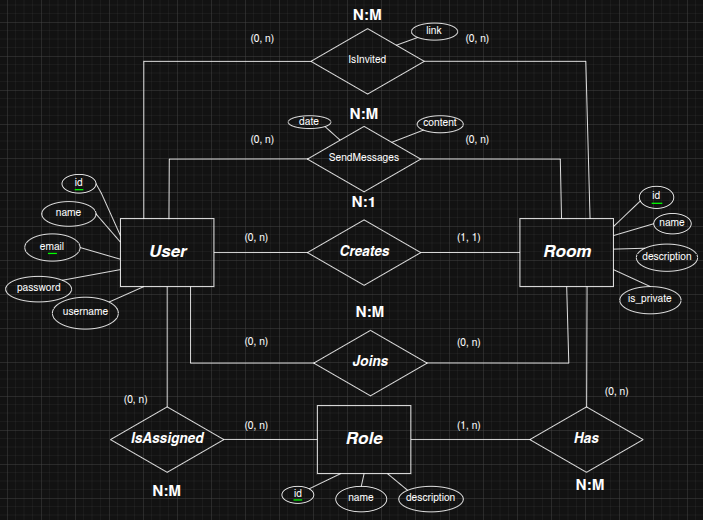 N:M
link
(0, n)
(0, n)
IsInvited
N:M
date
content
(0, n)
(0, n)
SendMessages
N:1
id
name
email
password
username
User
(0, n)
Creates
(1, 1)
Room
id
name
description
is_private
N:M
(0, n)
(0, n)
Joins
(0, n)
(0, n)
IsAssigned
(0, n)
Role
(1, n)
Has
N:M
N:M
id
name
description